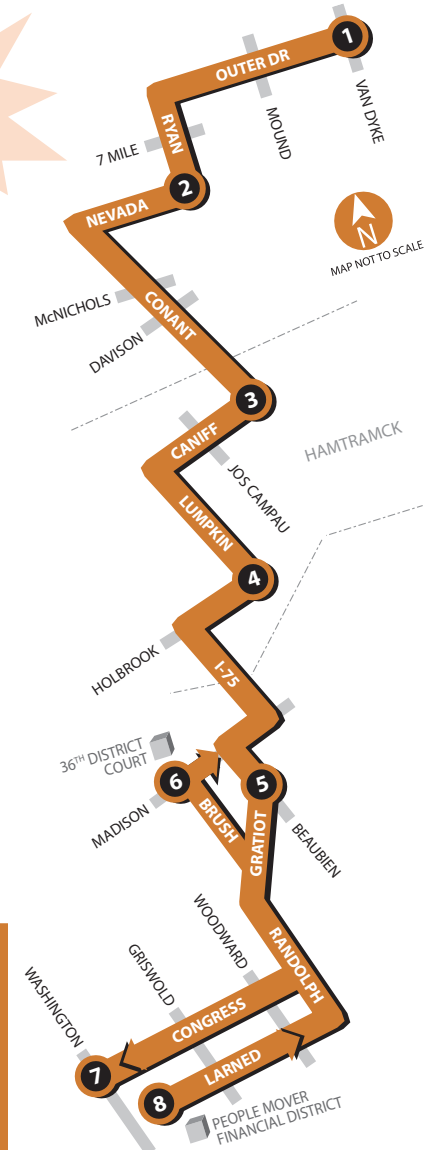 1
OUTER DR
VAN DYKE
MOUND
RYAN
7 MILE
2
NEVADA
N
MAP NOT TO SCALE
McNICHOLS
CONANT
DAVISON
3
CANIFF
HAMTRAMCK
JOS CAMPAU
LUMPKIN
4
HOLBROOK
I-75
36TH DISTRICT
COURT
6
5
MADISON
BRUSH
GRATIOT
BEAUBIEN
WOODWARD
RANDOLPH
GRISWOLD
WASHINGTON
CONGRESS
7
LARNED
8
PEOPLE MOVER
FINANCIAL DISTRICT